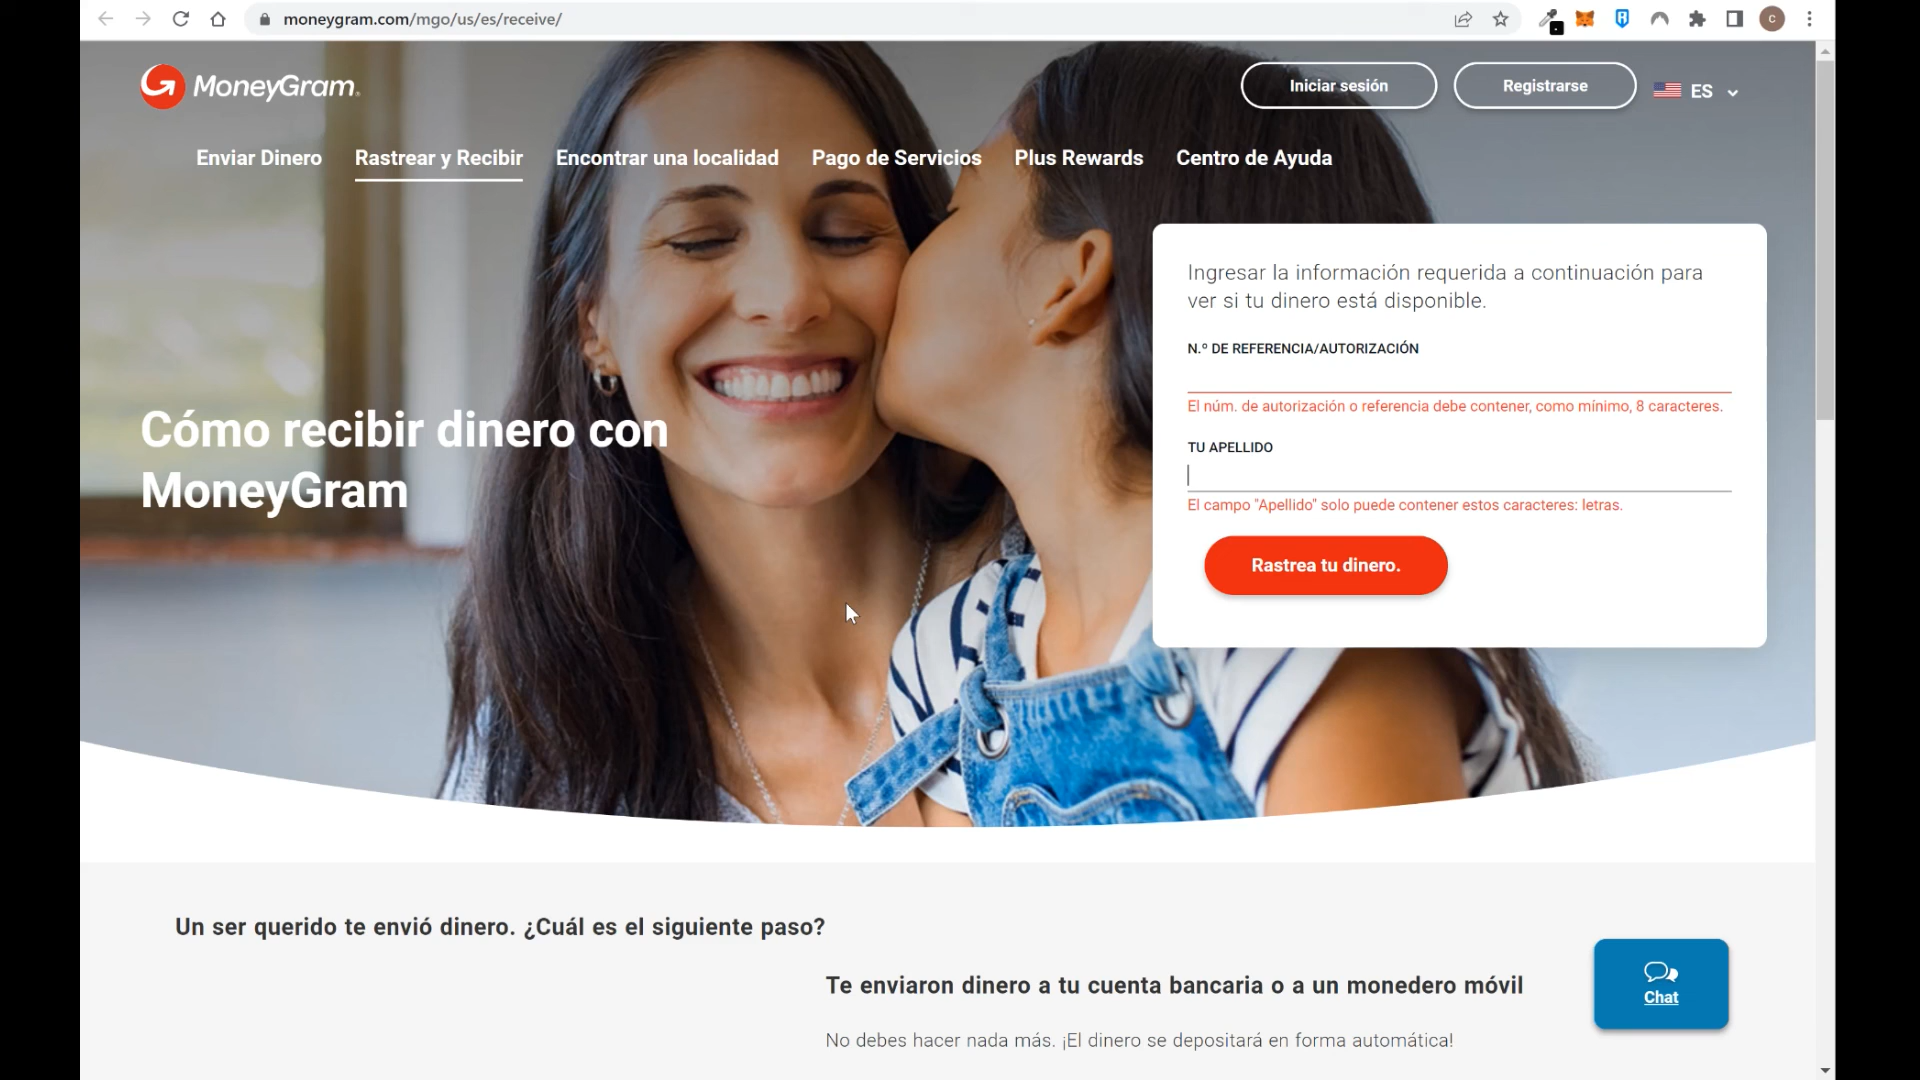 moneygram.com/mgo/us/es/receive/
C
MoneyGram
Iniciar sesión
Registrarse
ES
Enviar Dinero
Rastrear y Recibir
Encontrar una localidad
Pago de Servicios
Plus Rewards
Centro de Ayuda
Cómo recibir dinero con
MoneyGram
Ingresar la información requerida a continuación para
ver si tu dinero está disponible.
N.º DE REFERENCIA/AUTORIZACIÓN
El núm. de autorización o referencia debe contener, como mínimo, 8 caracteres.
TU APELLIDO
El campo "Apellido" solo puede contener estos caracteres: letras.
Rastrea tu dinero.
Un ser querido te envió dinero. ¿Cuál es el siguiente paso?
Te enviaron dinero a tu cuenta bancaria o a un monedero móvil
No debes hacer nada más. ¡El dinero se depositará en forma automática!
Chat